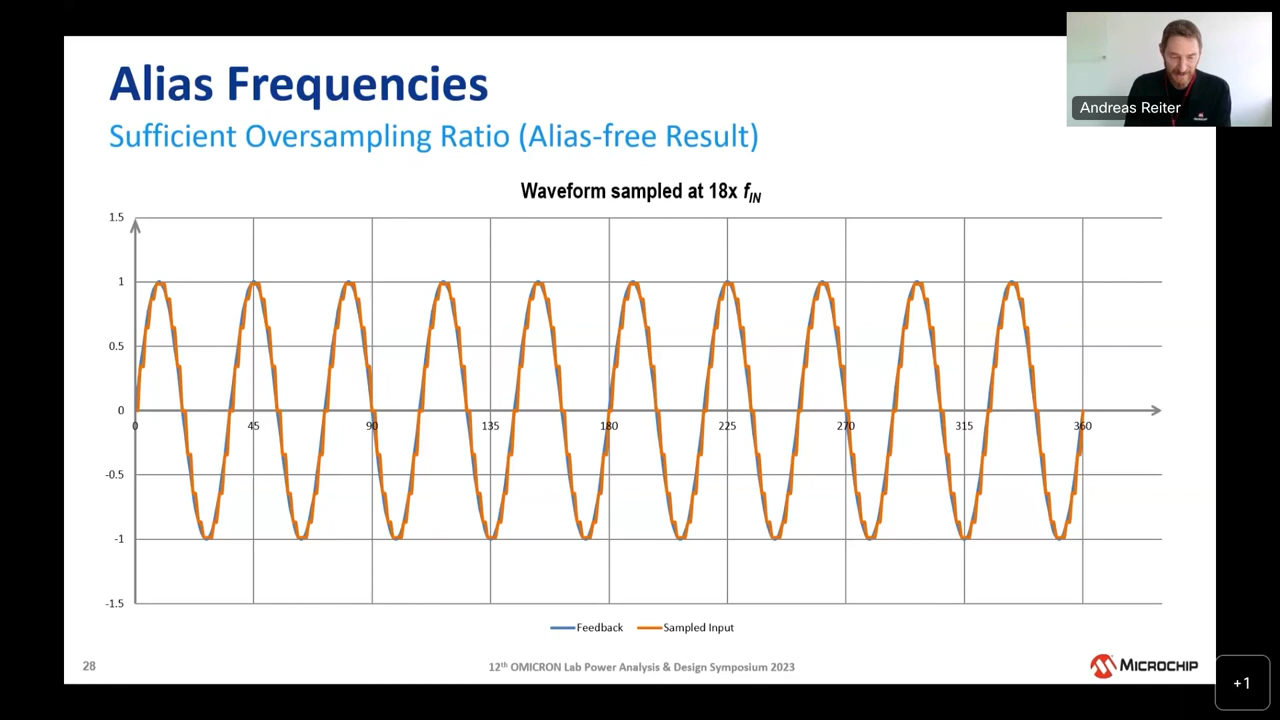 Alias Frequencies
Sufficient Oversampling Ratio (Alias-free Result)
Andreas Reiter
Waveform sampled at 18x fIN
1.5
1
0.5
0
-0.5
-1
-1.5
0 45 90 135 180 225 270 315 360
Feedback Sampled Input
28 12th OMICRON Lab Power Analysis & Design Symposium 2023 MICROCHIP
+1